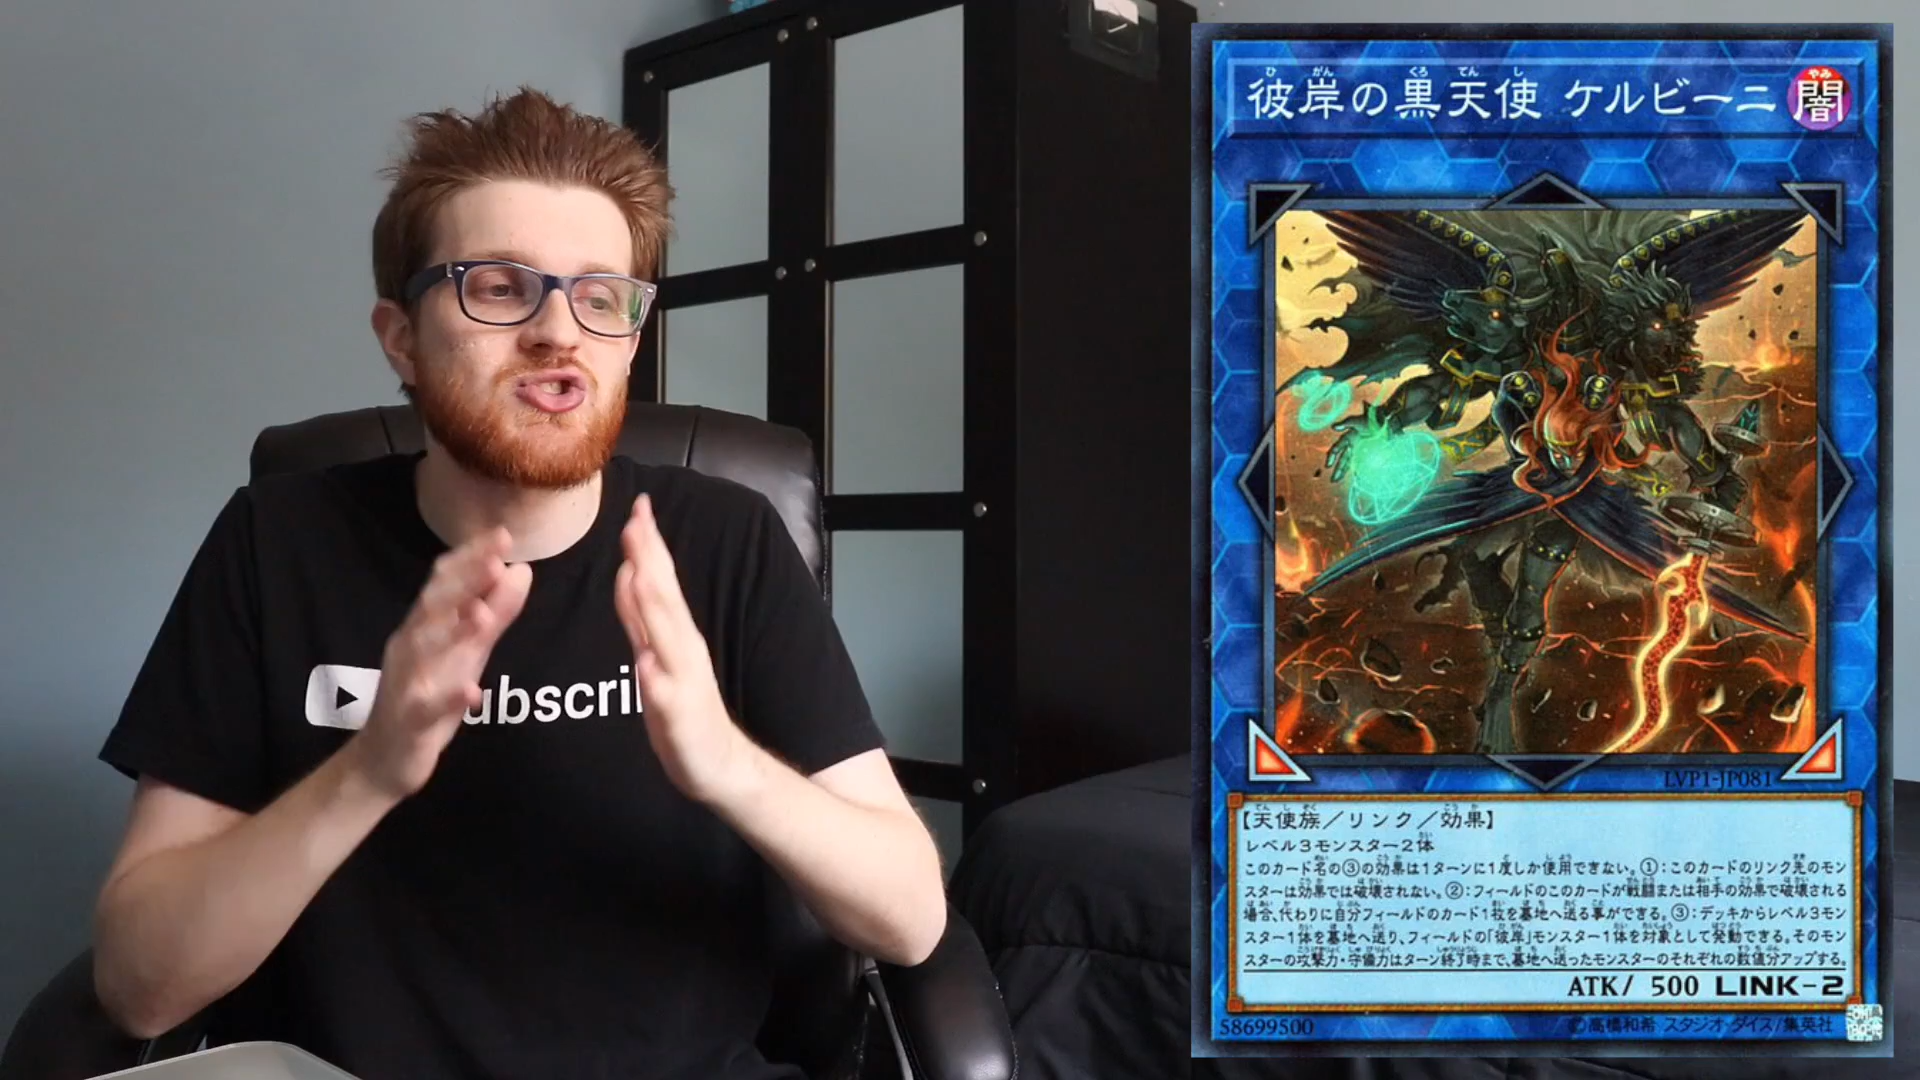 ubscri
彼岸の黒天使 ケルビーニ
闇
LVP1-JP081
【天使族／リンク／効果】
レベル3モンスター2体
このカード名の③の効果は1ターンに1度しか使用できない。①:このカードのリンク先のモン
スターは効果では破壊されない。②:フィールドのこのカードが戦闘または相手の効果で破壊される
場合、代わりに自分フィールドのカード1枚を墓地へ送る事ができる。③:デッキからレベル3モン
スター1体を墓地へ送り、フィールドの「彼岸」モンスター1体を対象として発動できる。そのモン
スターの攻撃力・守備力はターン終了時まで、墓地へ送ったモンスターのそれぞれの数値分アップする。
ATK/ 500 LINK-2
58699500
©高橋和希 スタジオ・ダイス/集英社